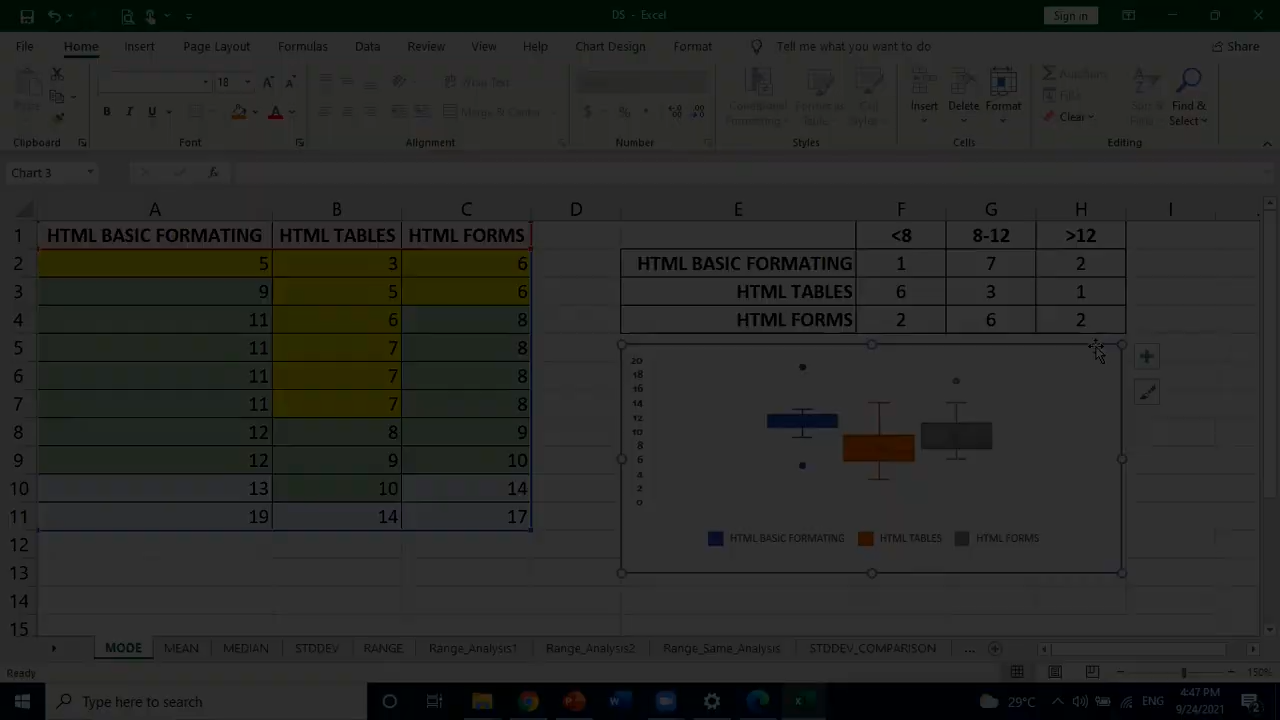 DS - Excel
Sign in
File Home Insert Page Layout Formulas Data Review View Help Chart Design Format Tell me what you want to do Share
18
Wrap Text
AutoSum
Paste
Fill
B I U
Merge & Center
$ %
Conditional Formatting Format as Table Cell Styles
Insert Delete Format
Clear
Sort & Find & Select
Clipboard Font Alignment Number Styles Cells Editing
Chart 3
A B C D E F G H I
1 HTML BASIC FORMATING HTML TABLES HTML FORMS <8 8-12 >12
2 5 3 6 HTML BASIC FORMATING 1 7 2
3 9 5 6 HTML TABLES 6 3 1
4 11 6 8 HTML FORMS 2 6 2
5 11 7 8
6 11 7 8
7 11 7 8
8 12 8 9
9 12 9 10
10 13 10 14
11 19 14 17
12
13
14
15
20
18
16
14
12
10
8
6
4
2
0
HTML BASIC FORMATING HTML TABLES HTML FORMS
MODE MEAN MEDIAN STDDEV RANGE Range_Analysis1 Range_Analysis2 Range_Same_Analysis STDDEV_COMPARISON ...
Ready
150%
Type here to search
29°C
ENG
4:47 PM
9/24/2021
2